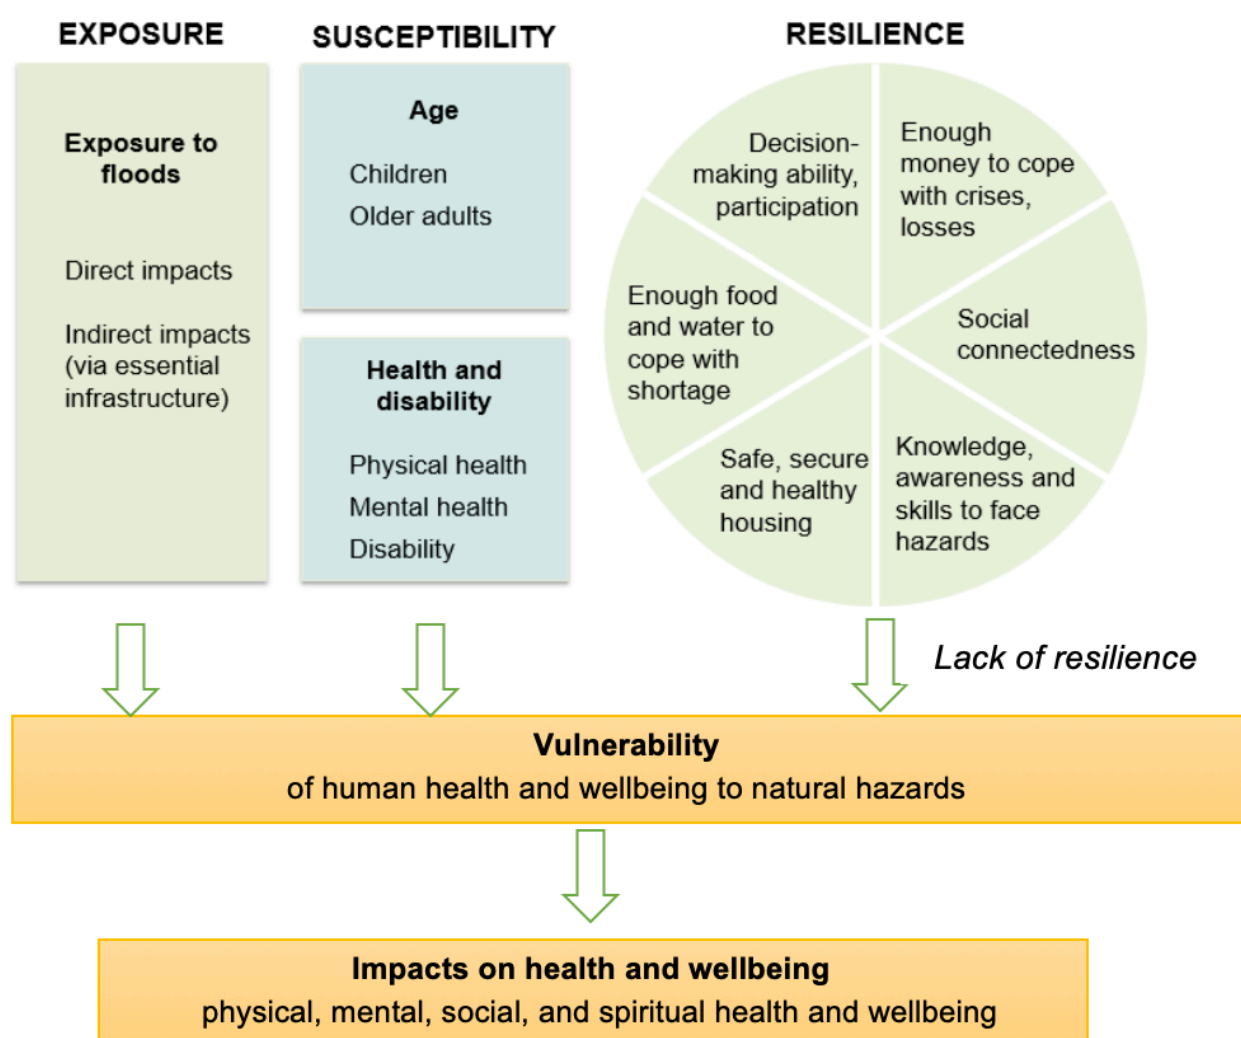 EXPOSURE
Exposure to
floods
Direct impacts
Indirect impacts
(via essential
infrastructure)
SUSCEPTIBILITY
Age
Children
Older adults
Health and
disability
Physical health
Mental health
Disability
RESILIENCE
Decision-
making ability,
participation
Enough
money to cope
with crises,
losses
Social
connectedness
Knowledge,
awareness and
skills to face
hazards
Safe, secure
and healthy
housing
Enough food
and water to
cope with
shortage
Lack of resilience
Vulnerability
of human health and wellbeing to natural hazards
Impacts on health and wellbeing
physical, mental, social, and spiritual health and wellbeing